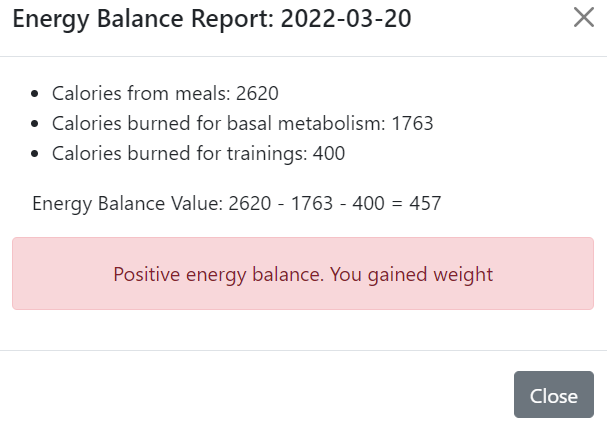 Energy Balance Report: 2022-03-20
Calories from meals: 2620
Calories burned for basal metabolism: 1763
Calories burned for trainings: 400
Energy Balance Value: 2620 - 1763 - 400 = 457
Positive energy balance. You gained weight
Close